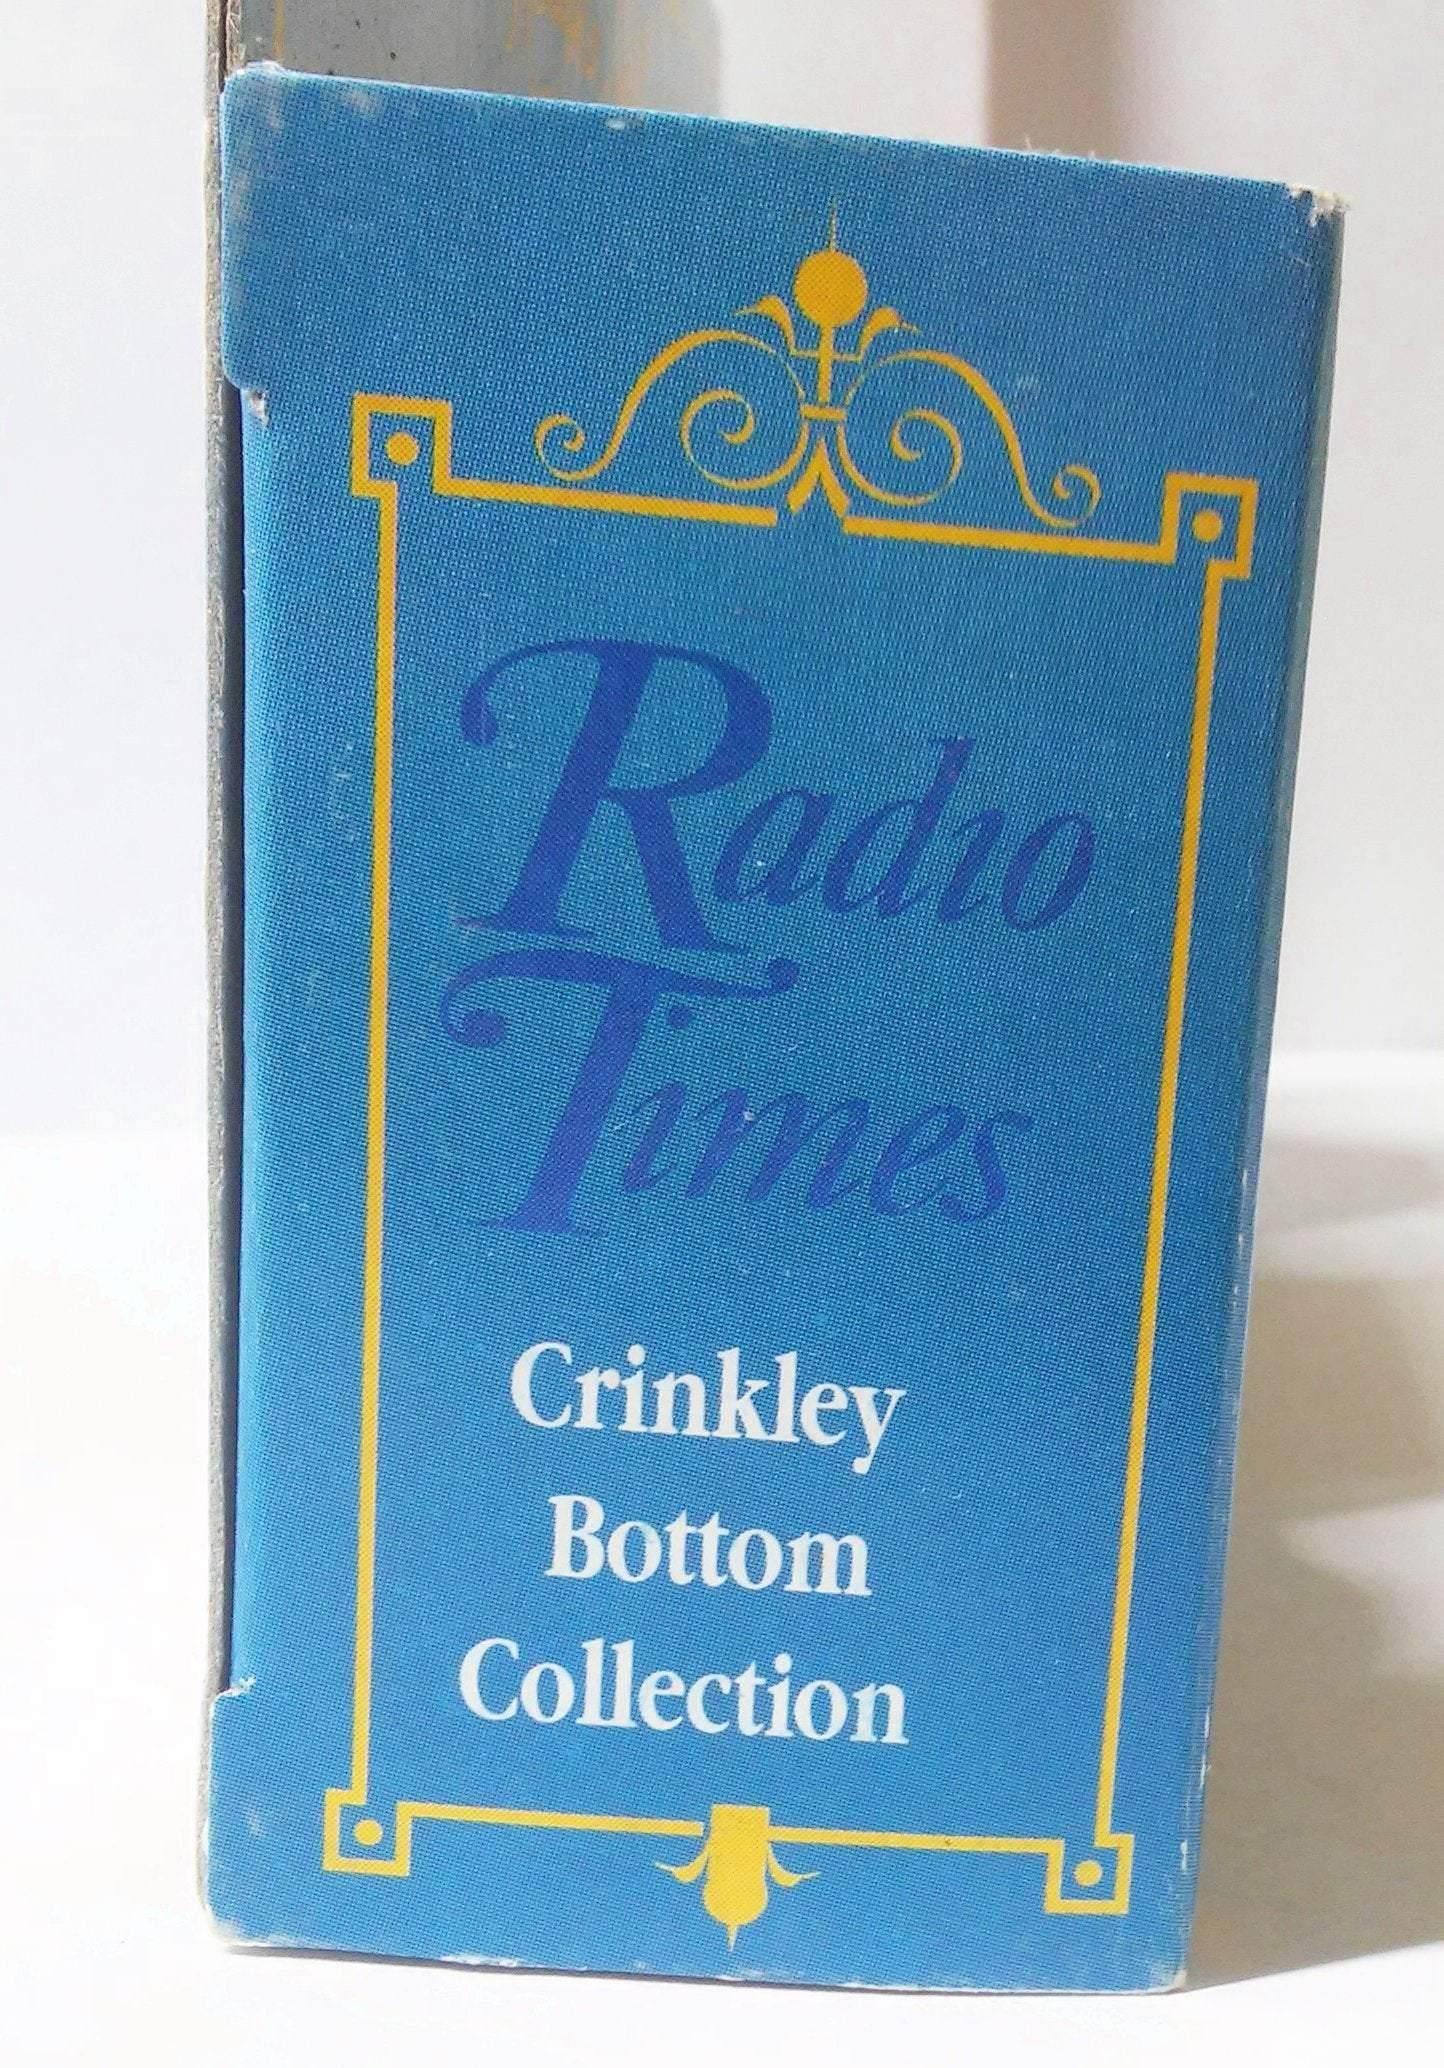 Radio
Times
Crinkley
Bottom
Collection